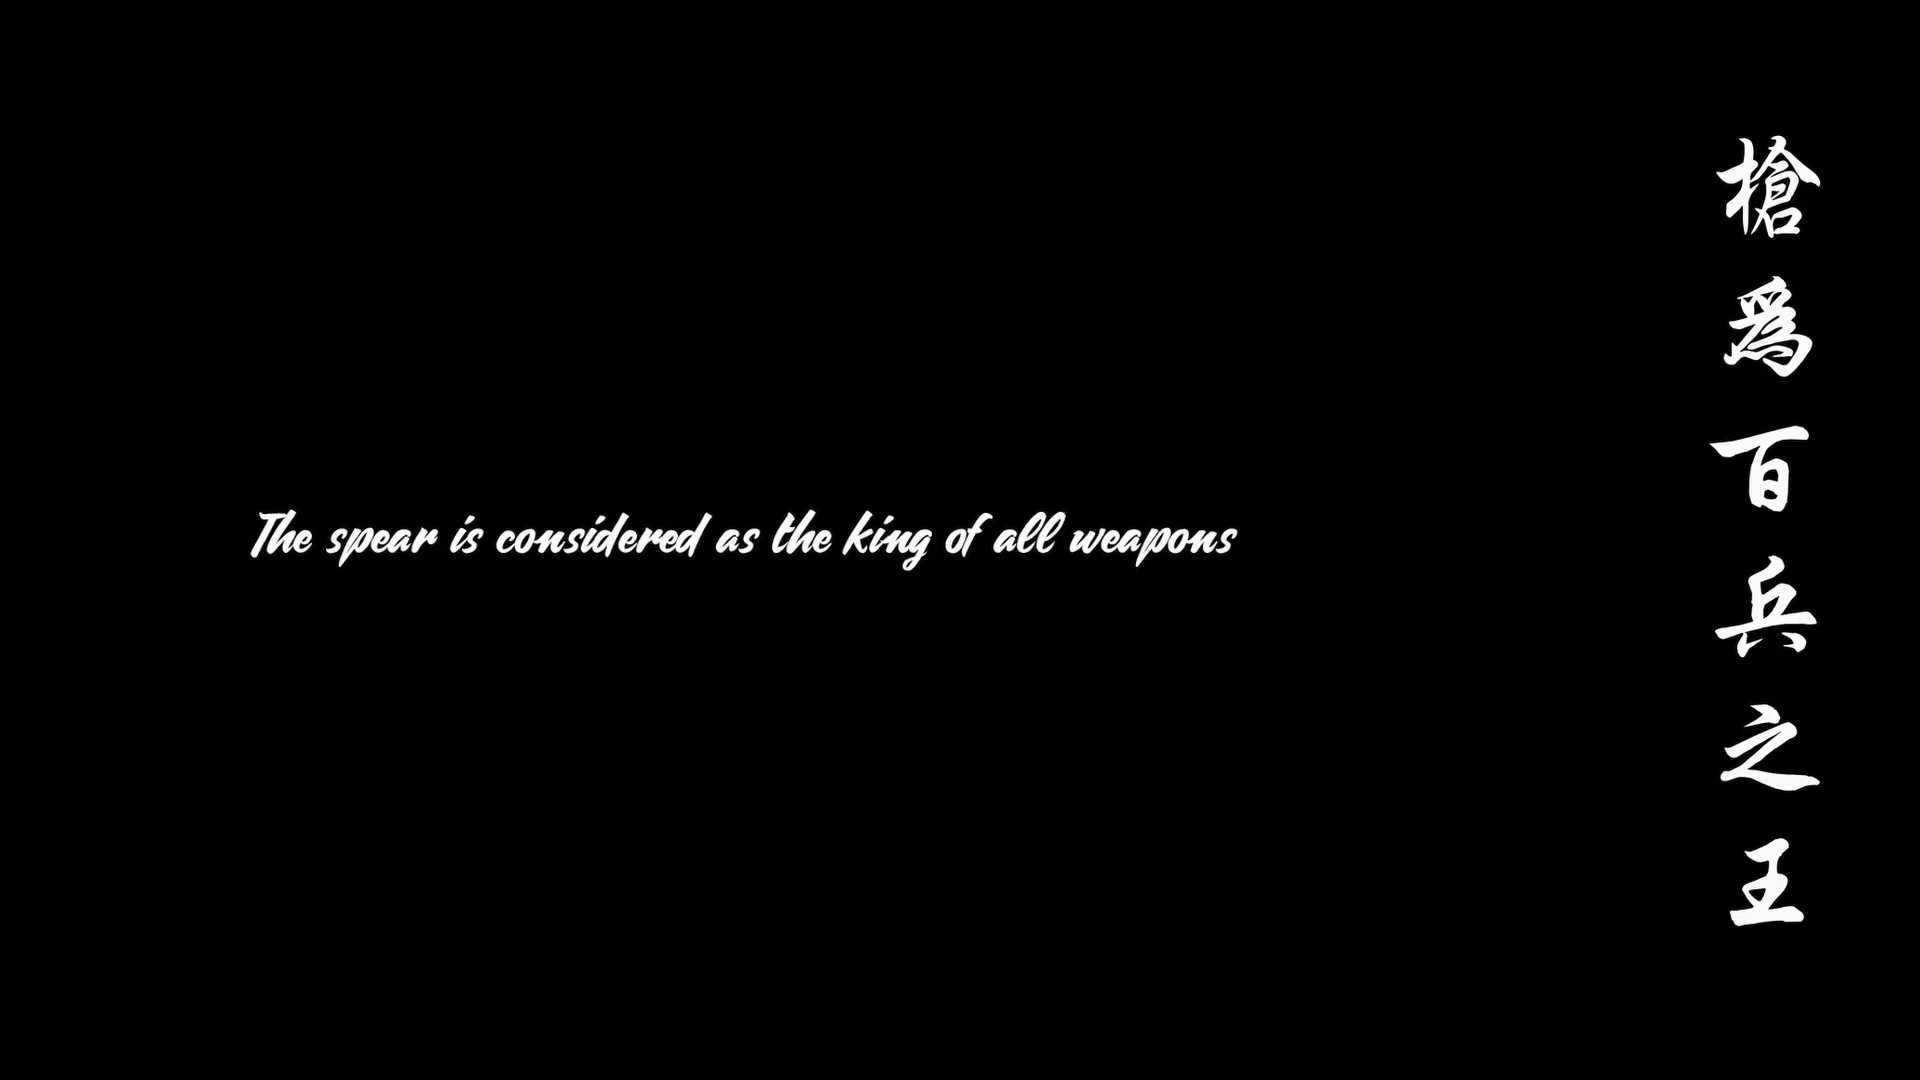 The spear is considered as the king of all weapons
槍爲百兵之王